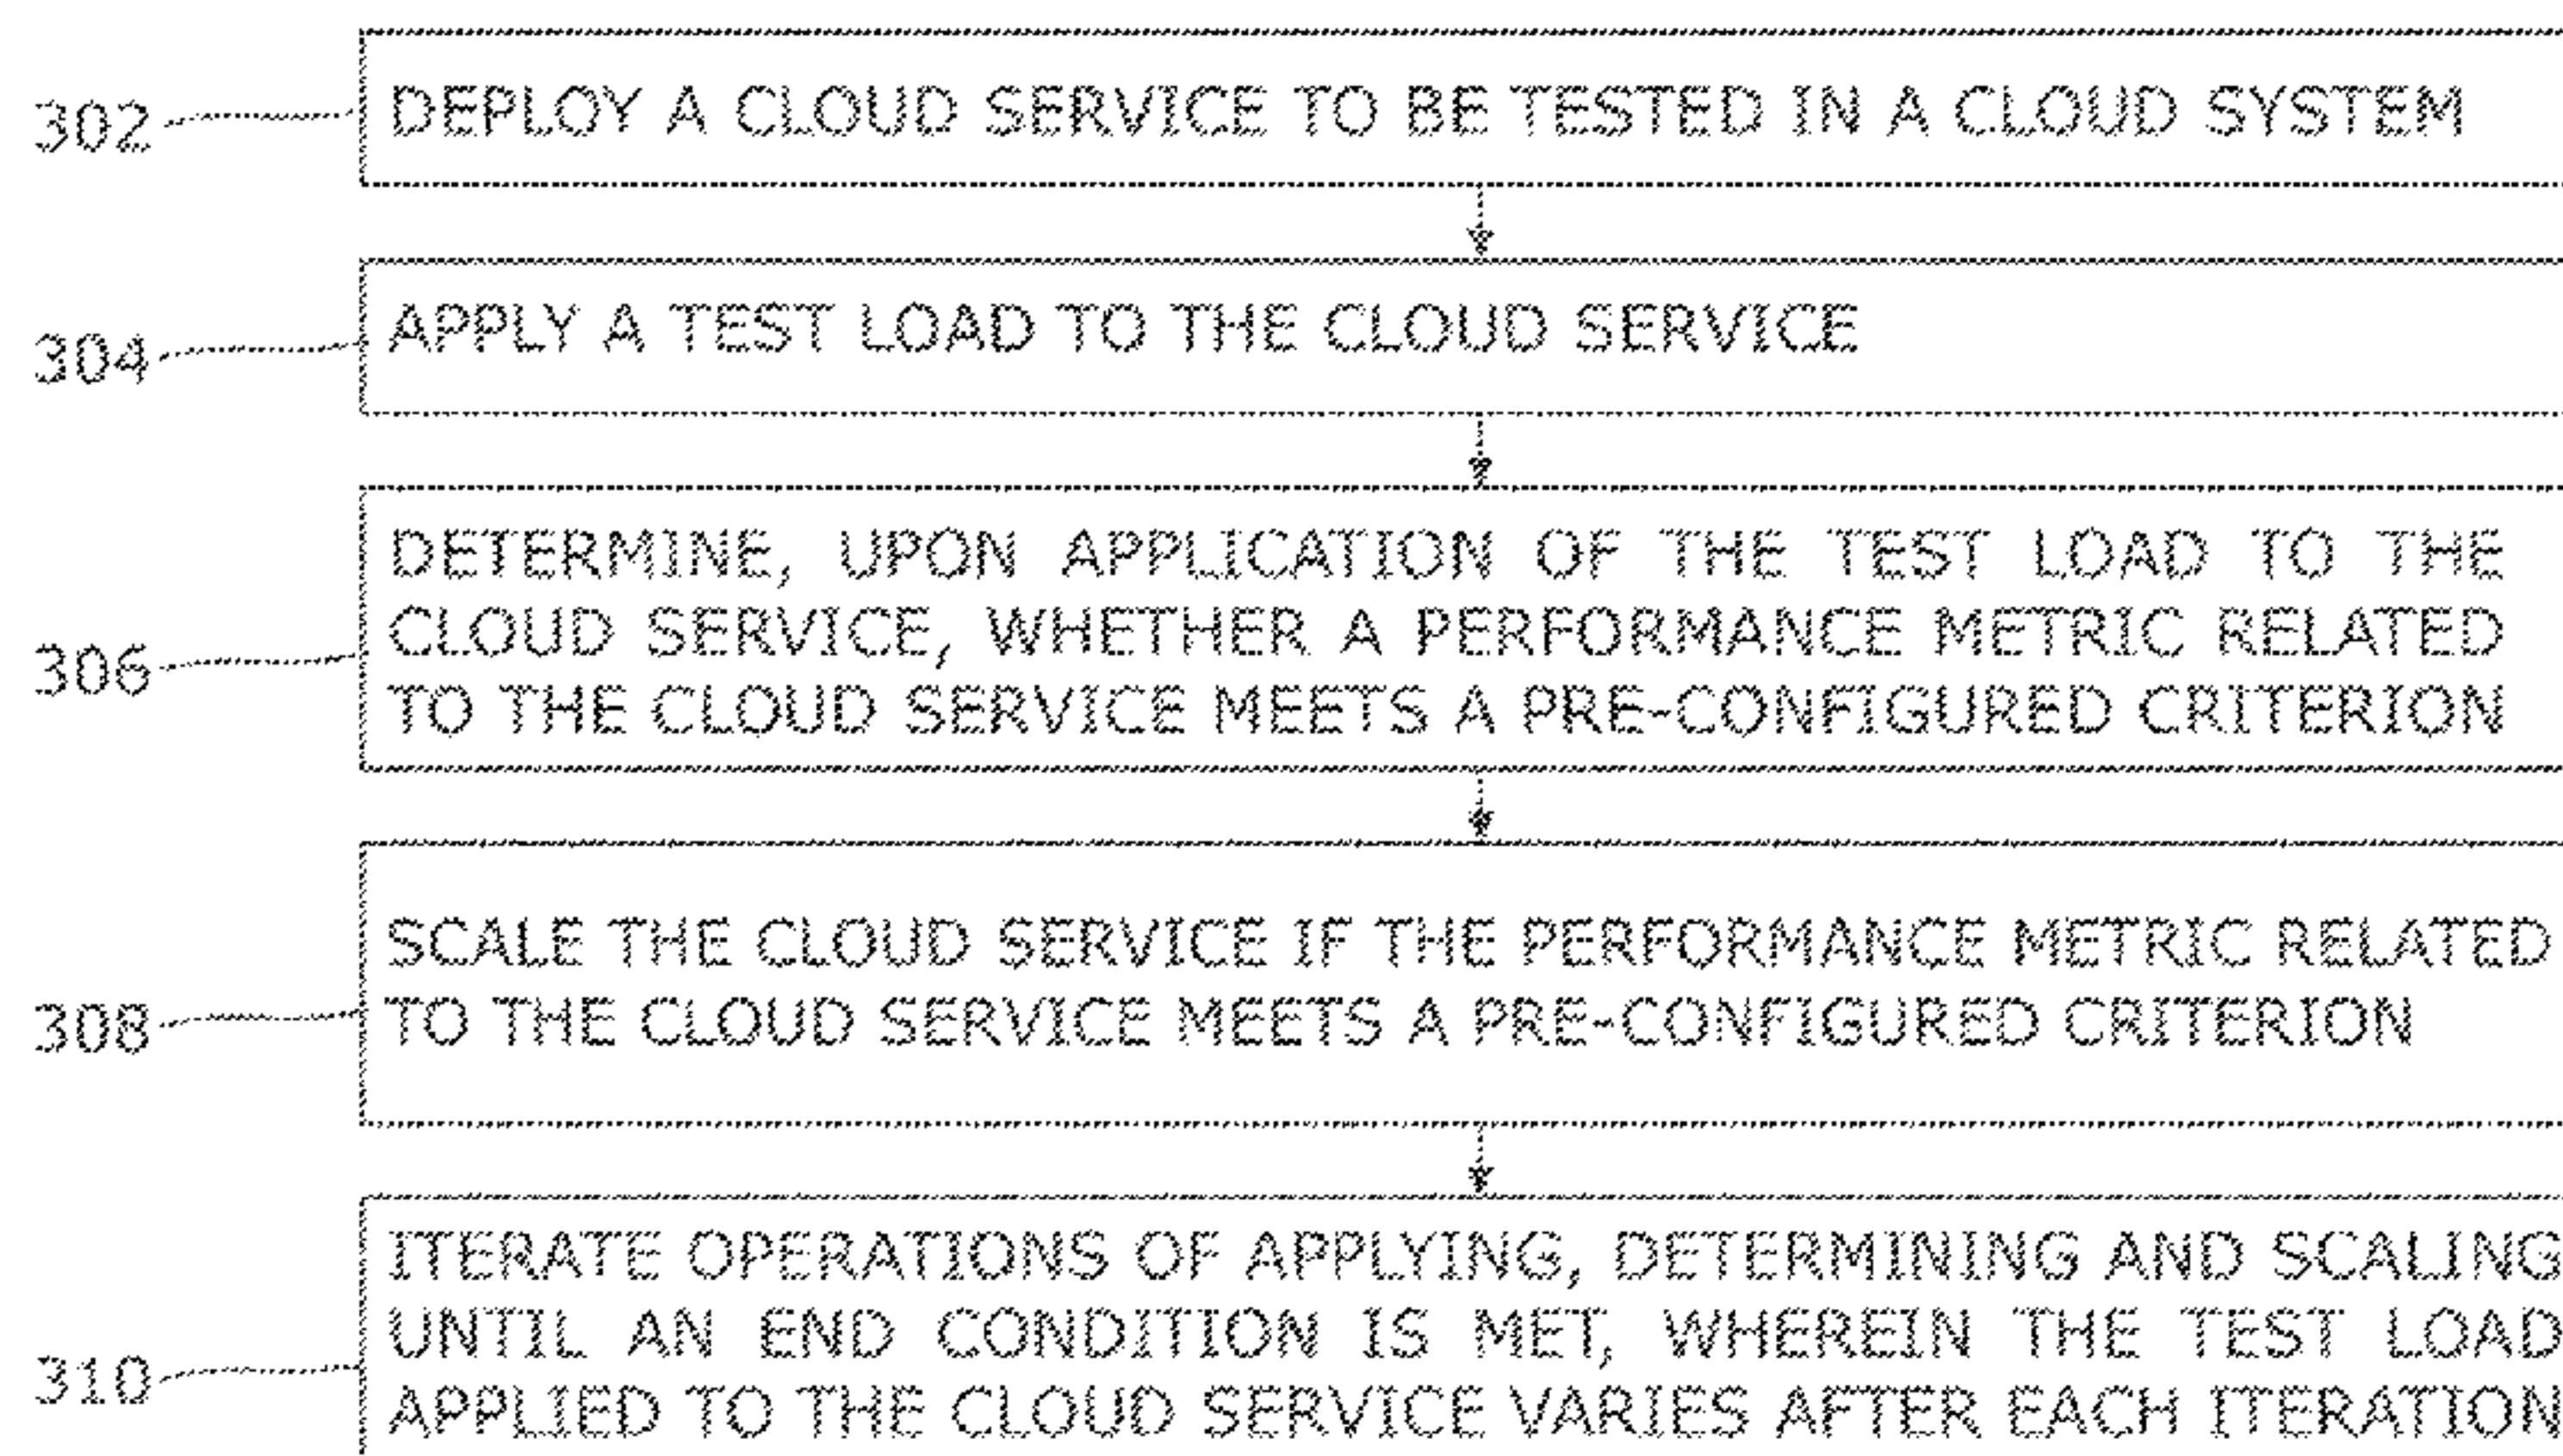 302
DEPLOY A CLOUD SERVICE TO BE TESTED IN A CLOUD SYSTEM
304
APPLY A TEST LOAD TO THE CLOUD SERVICE
306
DETERMINE, UPON APPLICATION OF THE TEST LOAD TO THE
CLOUD SERVICE, WHETHER A PERFORMANCE METRIC RELATED
TO THE CLOUD SERVICE MEETS A PRE-CONFIGURED CRITERION
308
SCALE THE CLOUD SERVICE IF THE PERFORMANCE METRIC RELATED
TO THE CLOUD SERVICE MEETS A PRE-CONFIGURED CRITERION
310
ITERATE OPERATIONS OF APPLYING, DETERMINING AND SCALING
UNTIL AN END CONDITION IS MET, WHEREIN THE TEST LOAD
APPLIED TO THE CLOUD SERVICE VARIES AFTER EACH ITERATION